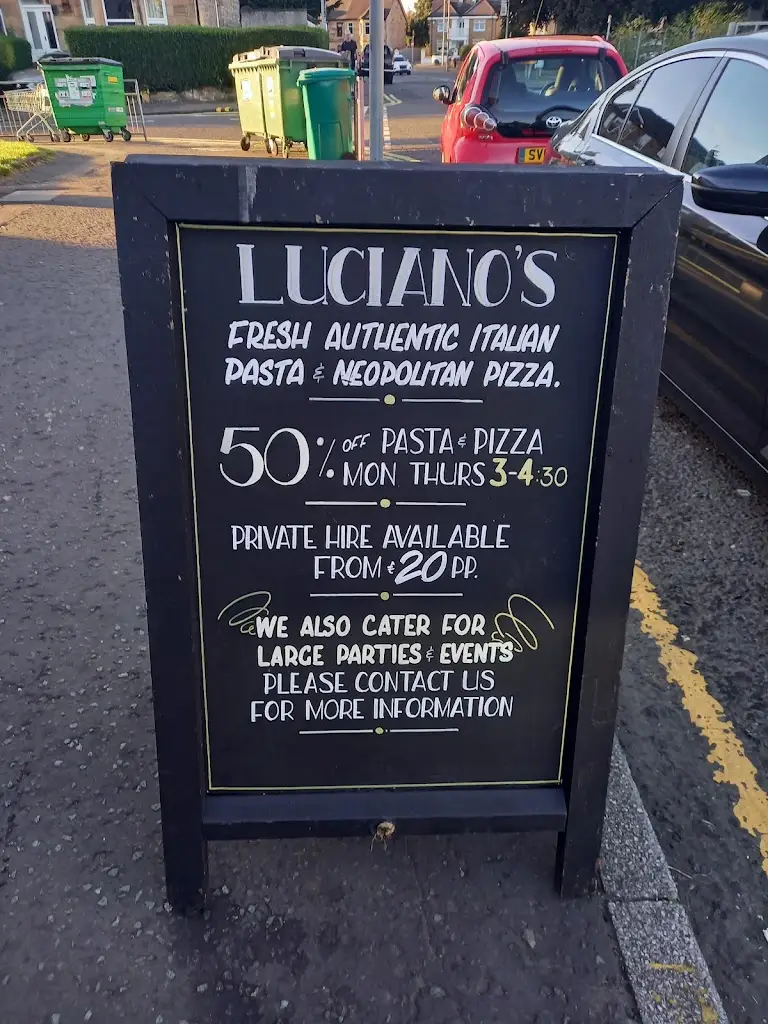 LUCIANO'S
FRESH AUTHENTIC ITALIAN
PASTA & NEOPOLITAN PIZZA.
50% OFF PASTA & PIZZA
MON THURS 3-4:30
PRIVATE HIRE AVAILABLE
FROM £20 PP.
WE ALSO CATER FOR
LARGE PARTIES & EVENTS
PLEASE CONTACT US
FOR MORE INFORMATION
SV